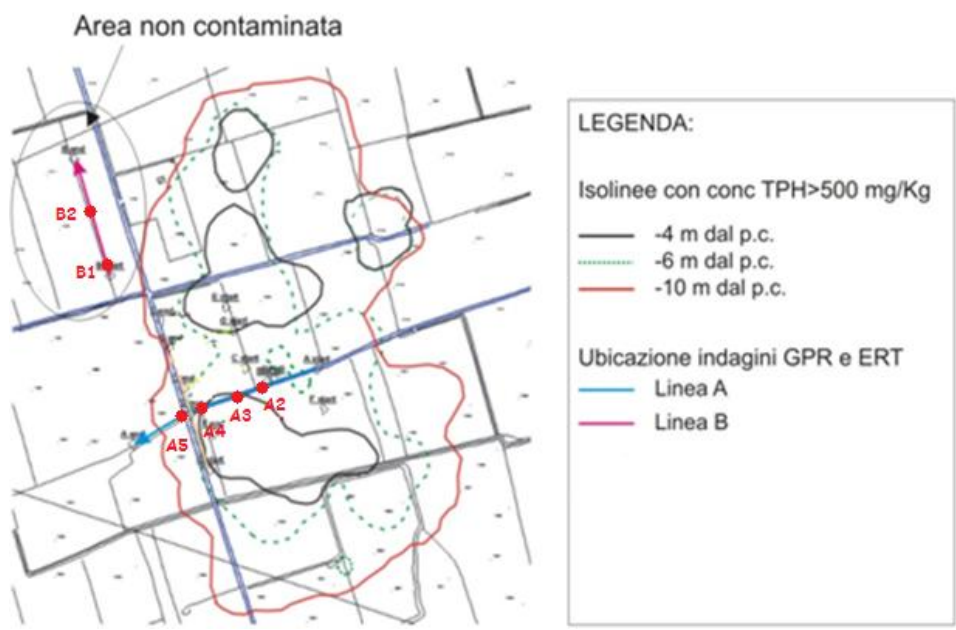 Area non contaminata
B2
B1
A2
A3
A4
A5
LEGENDA:
Isolinee con conc TPH>500 mg/Kg
-4 m dal p.c.
-6 m dal p.c.
-10 m dal p.c.
Ubicazione indagini GPR e ERT
Linea A
Linea B